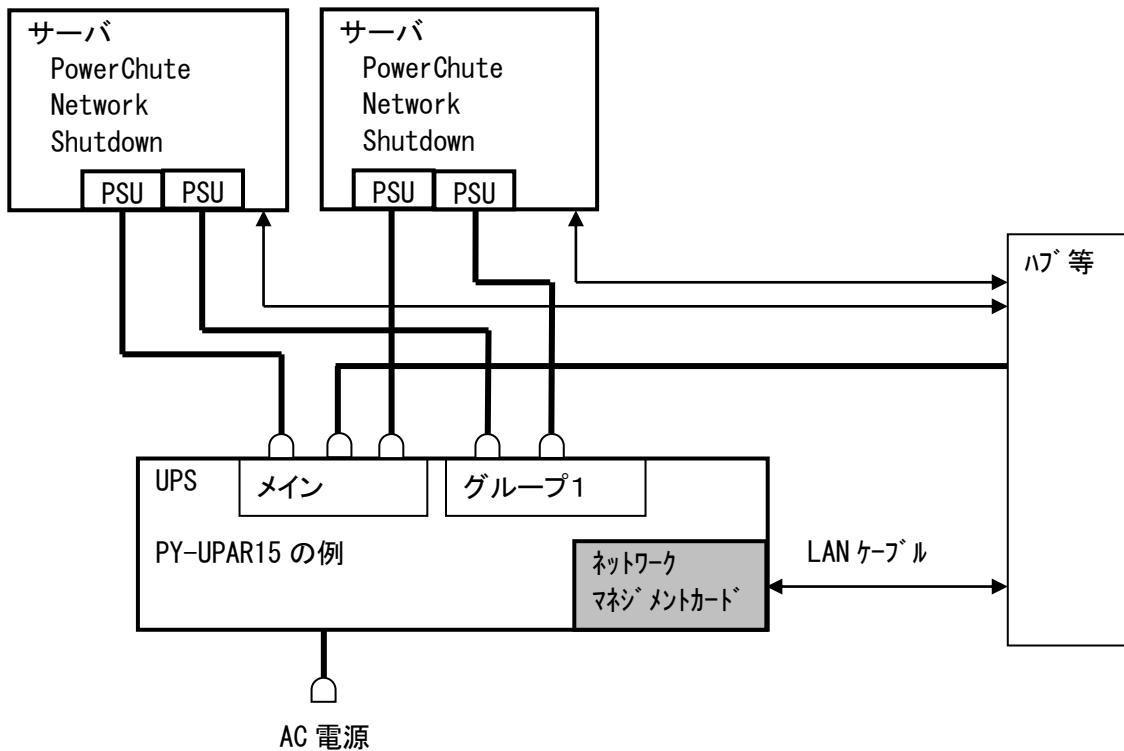 サーバ
PowerChute
Network
Shutdown
PSU
PSU
サーバ
PowerChute
Network
Shutdown
PSU
PSU
ﾊﾌﾞ等
UPS
メイン
グループ１
PY-UPAR15 の例
ﾈｯﾄﾜｰｸ
ﾏﾈｼﾞﾒﾝﾄｶｰﾄﾞ
LAN ｹｰﾌﾞﾙ
AC 電源